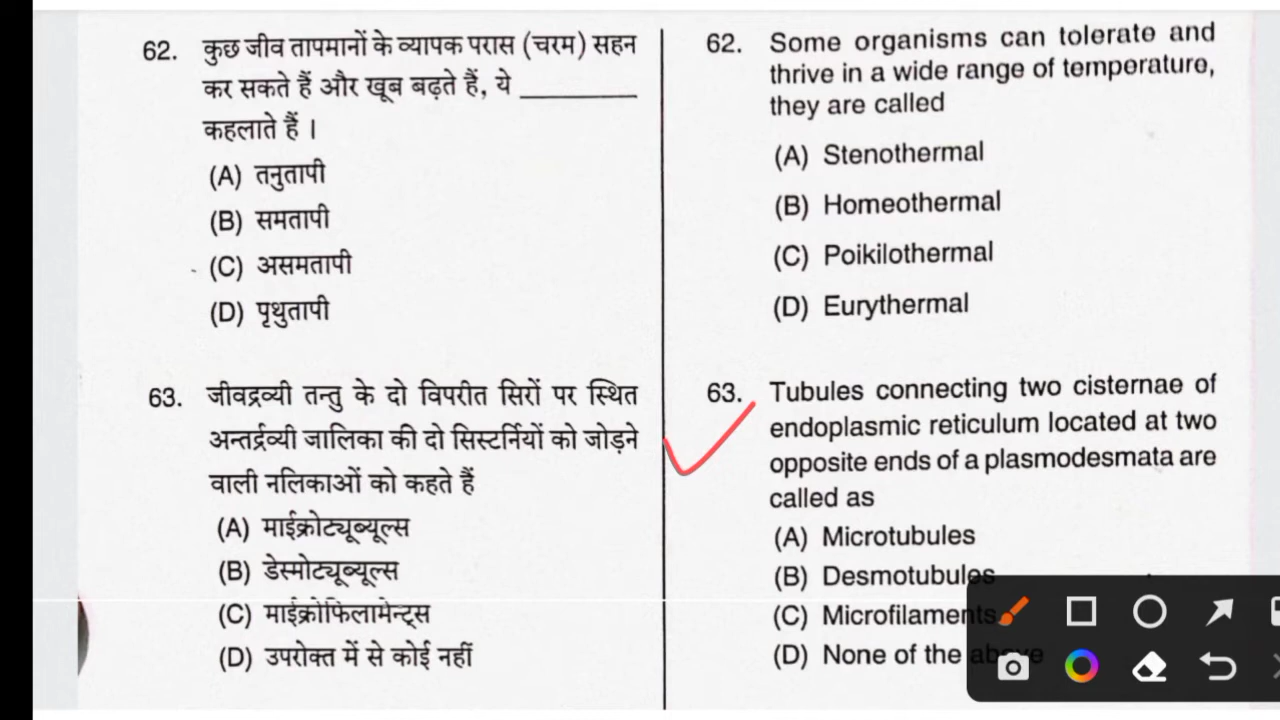 62. कुछ जीव तापमानों के व्यापक परास (चरम) सहन
कर सकते हैं और खूब बढ़ते हैं, ये ________
कहलाते हैं ।
(A) तनुतापी
(B) समतापी
(C) असमतापी
(D) पृथुतापी
63. जीवद्रव्यी तन्तु के दो विपरीत सिरों पर स्थित
अन्तर्द्रव्यी जालिका की दो सिस्टर्नियों को जोड़ने
वाली नलिकाओं को कहते हैं
(A) माईक्रोट्यूब्यूल्स
(B) डेस्मोट्यूब्यूल्स
(C) माईक्रोफिलामेन्ट्स
(D) उपरोक्त में से कोई नहीं
62. Some organisms can tolerate and
thrive in a wide range of temperature,
they are called
(A) Stenothermal
(B) Homeothermal
(C) Poikilothermal
(D) Eurythermal
63. Tubules connecting two cisternae of
endoplasmic reticulum located at two
opposite ends of a plasmodesmata are
called as
(A) Microtubules
(B) Desmotubules
(C) Microfilaments
(D) None of the above